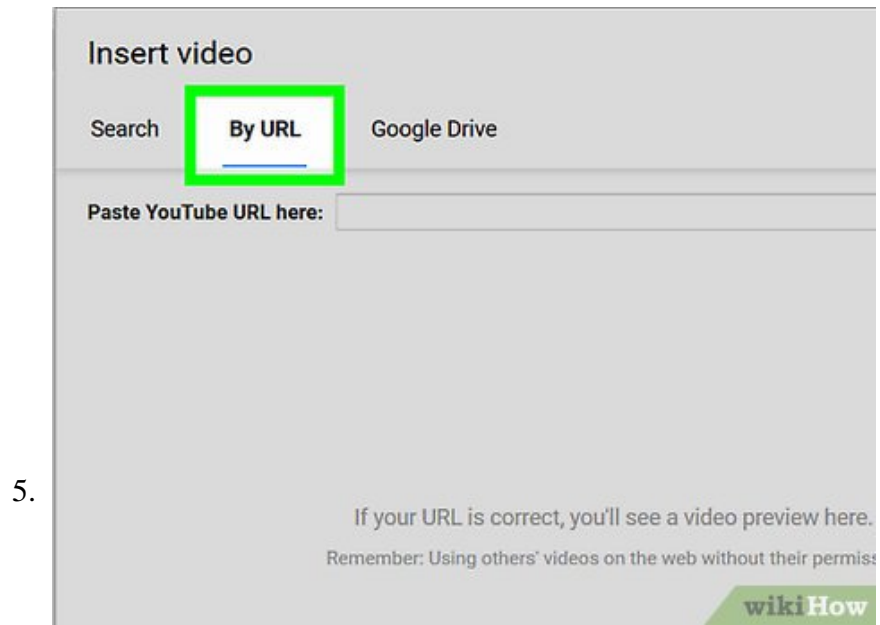 Insert video
Search By URL Google Drive
Paste YouTube URL here:
5.
If your URL is correct, you'll see a video preview here.
Remember: Using others' videos on the web without their permiss
wikiHow